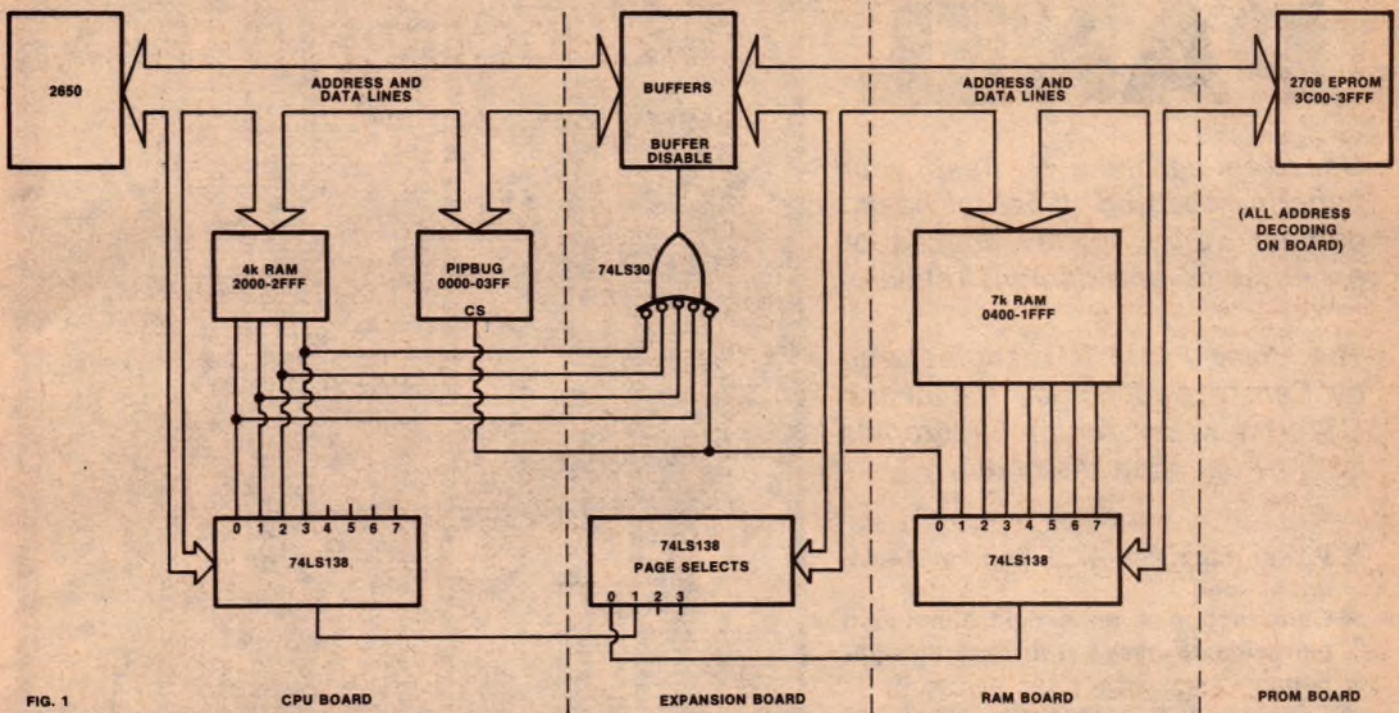 2650
ADDRESS AND
DATA LINES
BUFFERS
BUFFER
DISABLE
ADDRESS AND
DATA LINES
2708 EPROM
3C00-3FFF
(ALL ADDRESS
DECODING
ON BOARD)
4k RAM
2000-2FFF
PIPBUG
0000-03FF
CS
74LS30
7k RAM
0400-1FFF
0 1 2 3 4 5 6 7
74LS138
74LS138
PAGE SELECTS
0 1 2 3
0 1 2 3 4 5 6 7
74LS138
FIG. 1
CPU BOARD
EXPANSION BOARD
RAM BOARD
PROM BOARD